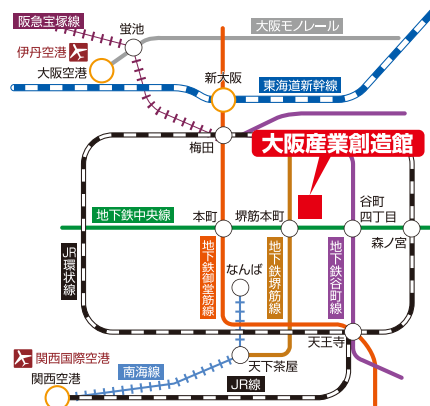 阪急宝塚線
大阪モノレール
蛍池
伊丹空港
大阪空港
新大阪
東海道新幹線
梅田
大阪産業創造館
谷町
四丁目
地下鉄中央線
本町
堺筋本町
森ノ宮
JR環状線
地下鉄御堂筋線
地下鉄堺筋線
地下鉄谷町線
なんば
天王寺
関西国際空港
南海線
天下茶屋
関西空港
JR線